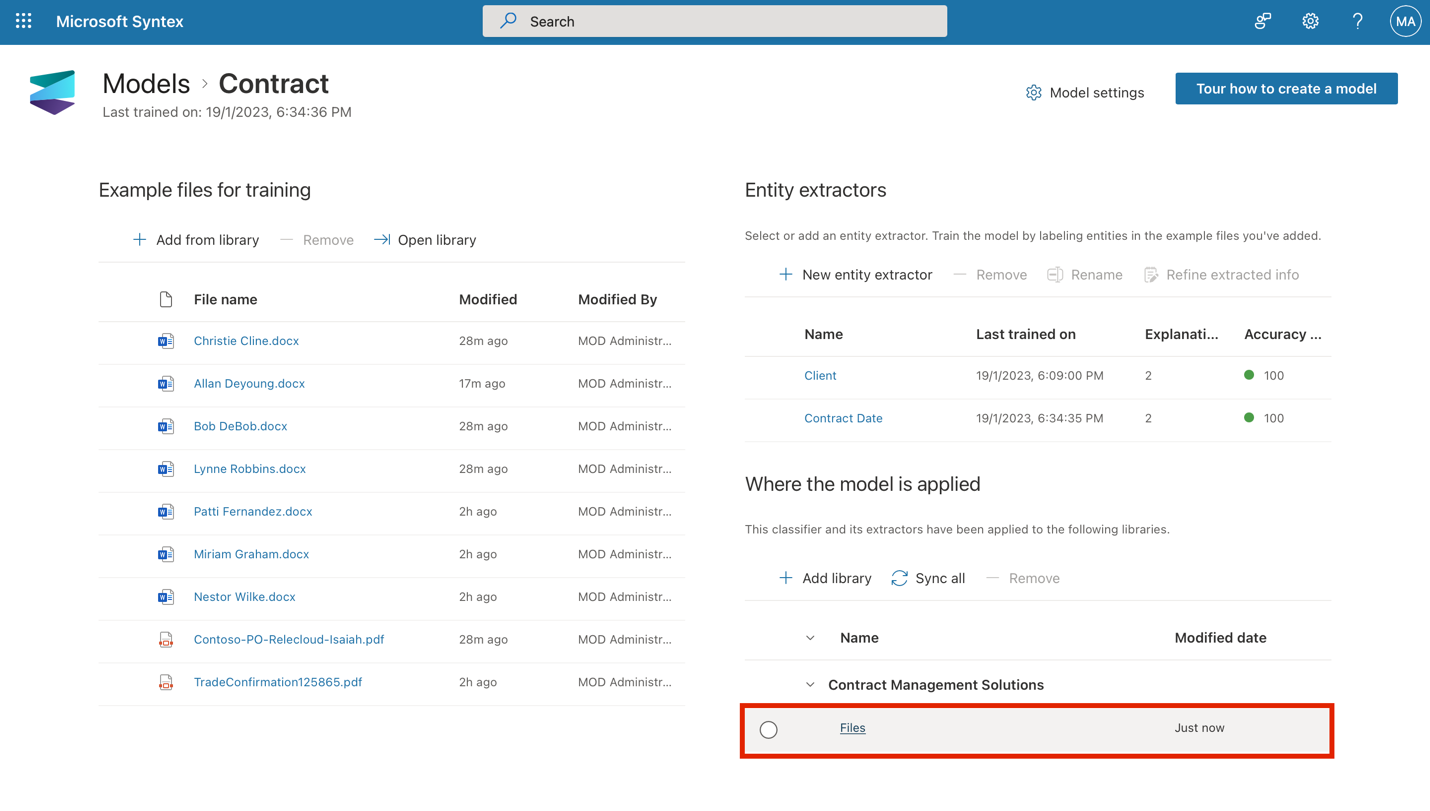 Microsoft Syntex
Search
? MA
Models > Contract
Last trained on: 19/1/2023, 6:34:36 PM
Model settings
Tour how to create a model
Example files for training
+ Add from library — Remove Open library
File name Modified Modified By
Christie Cline.docx 28m ago MOD Administr...
Allan Deyoung.docx 17m ago MOD Administr...
Bob DeBob.docx 28m ago MOD Administr...
Lynne Robbins.docx 28m ago MOD Administr...
Patti Fernandez.docx 2h ago MOD Administr...
Miriam Graham.docx 2h ago MOD Administr...
Nestor Wilke.docx 2h ago MOD Administr...
Contoso-PO-Relecloud-Isaiah.pdf 28m ago MOD Administr...
TradeConfirmation125865.pdf 2h ago MOD Administr...
Entity extractors
Select or add an entity extractor. Train the model by labeling entities in the example files you've added.
+ New entity extractor — Remove Rename Refine extracted info
Name Last trained on Explanati... Accuracy ...
Client 19/1/2023, 6:09:00 PM 2 100
Contract Date 19/1/2023, 6:34:35 PM 2 100
Where the model is applied
This classifier and its extractors have been applied to the following libraries.
+ Add library Sync all — Remove
Name Modified date
Contract Management Solutions
Files Just now